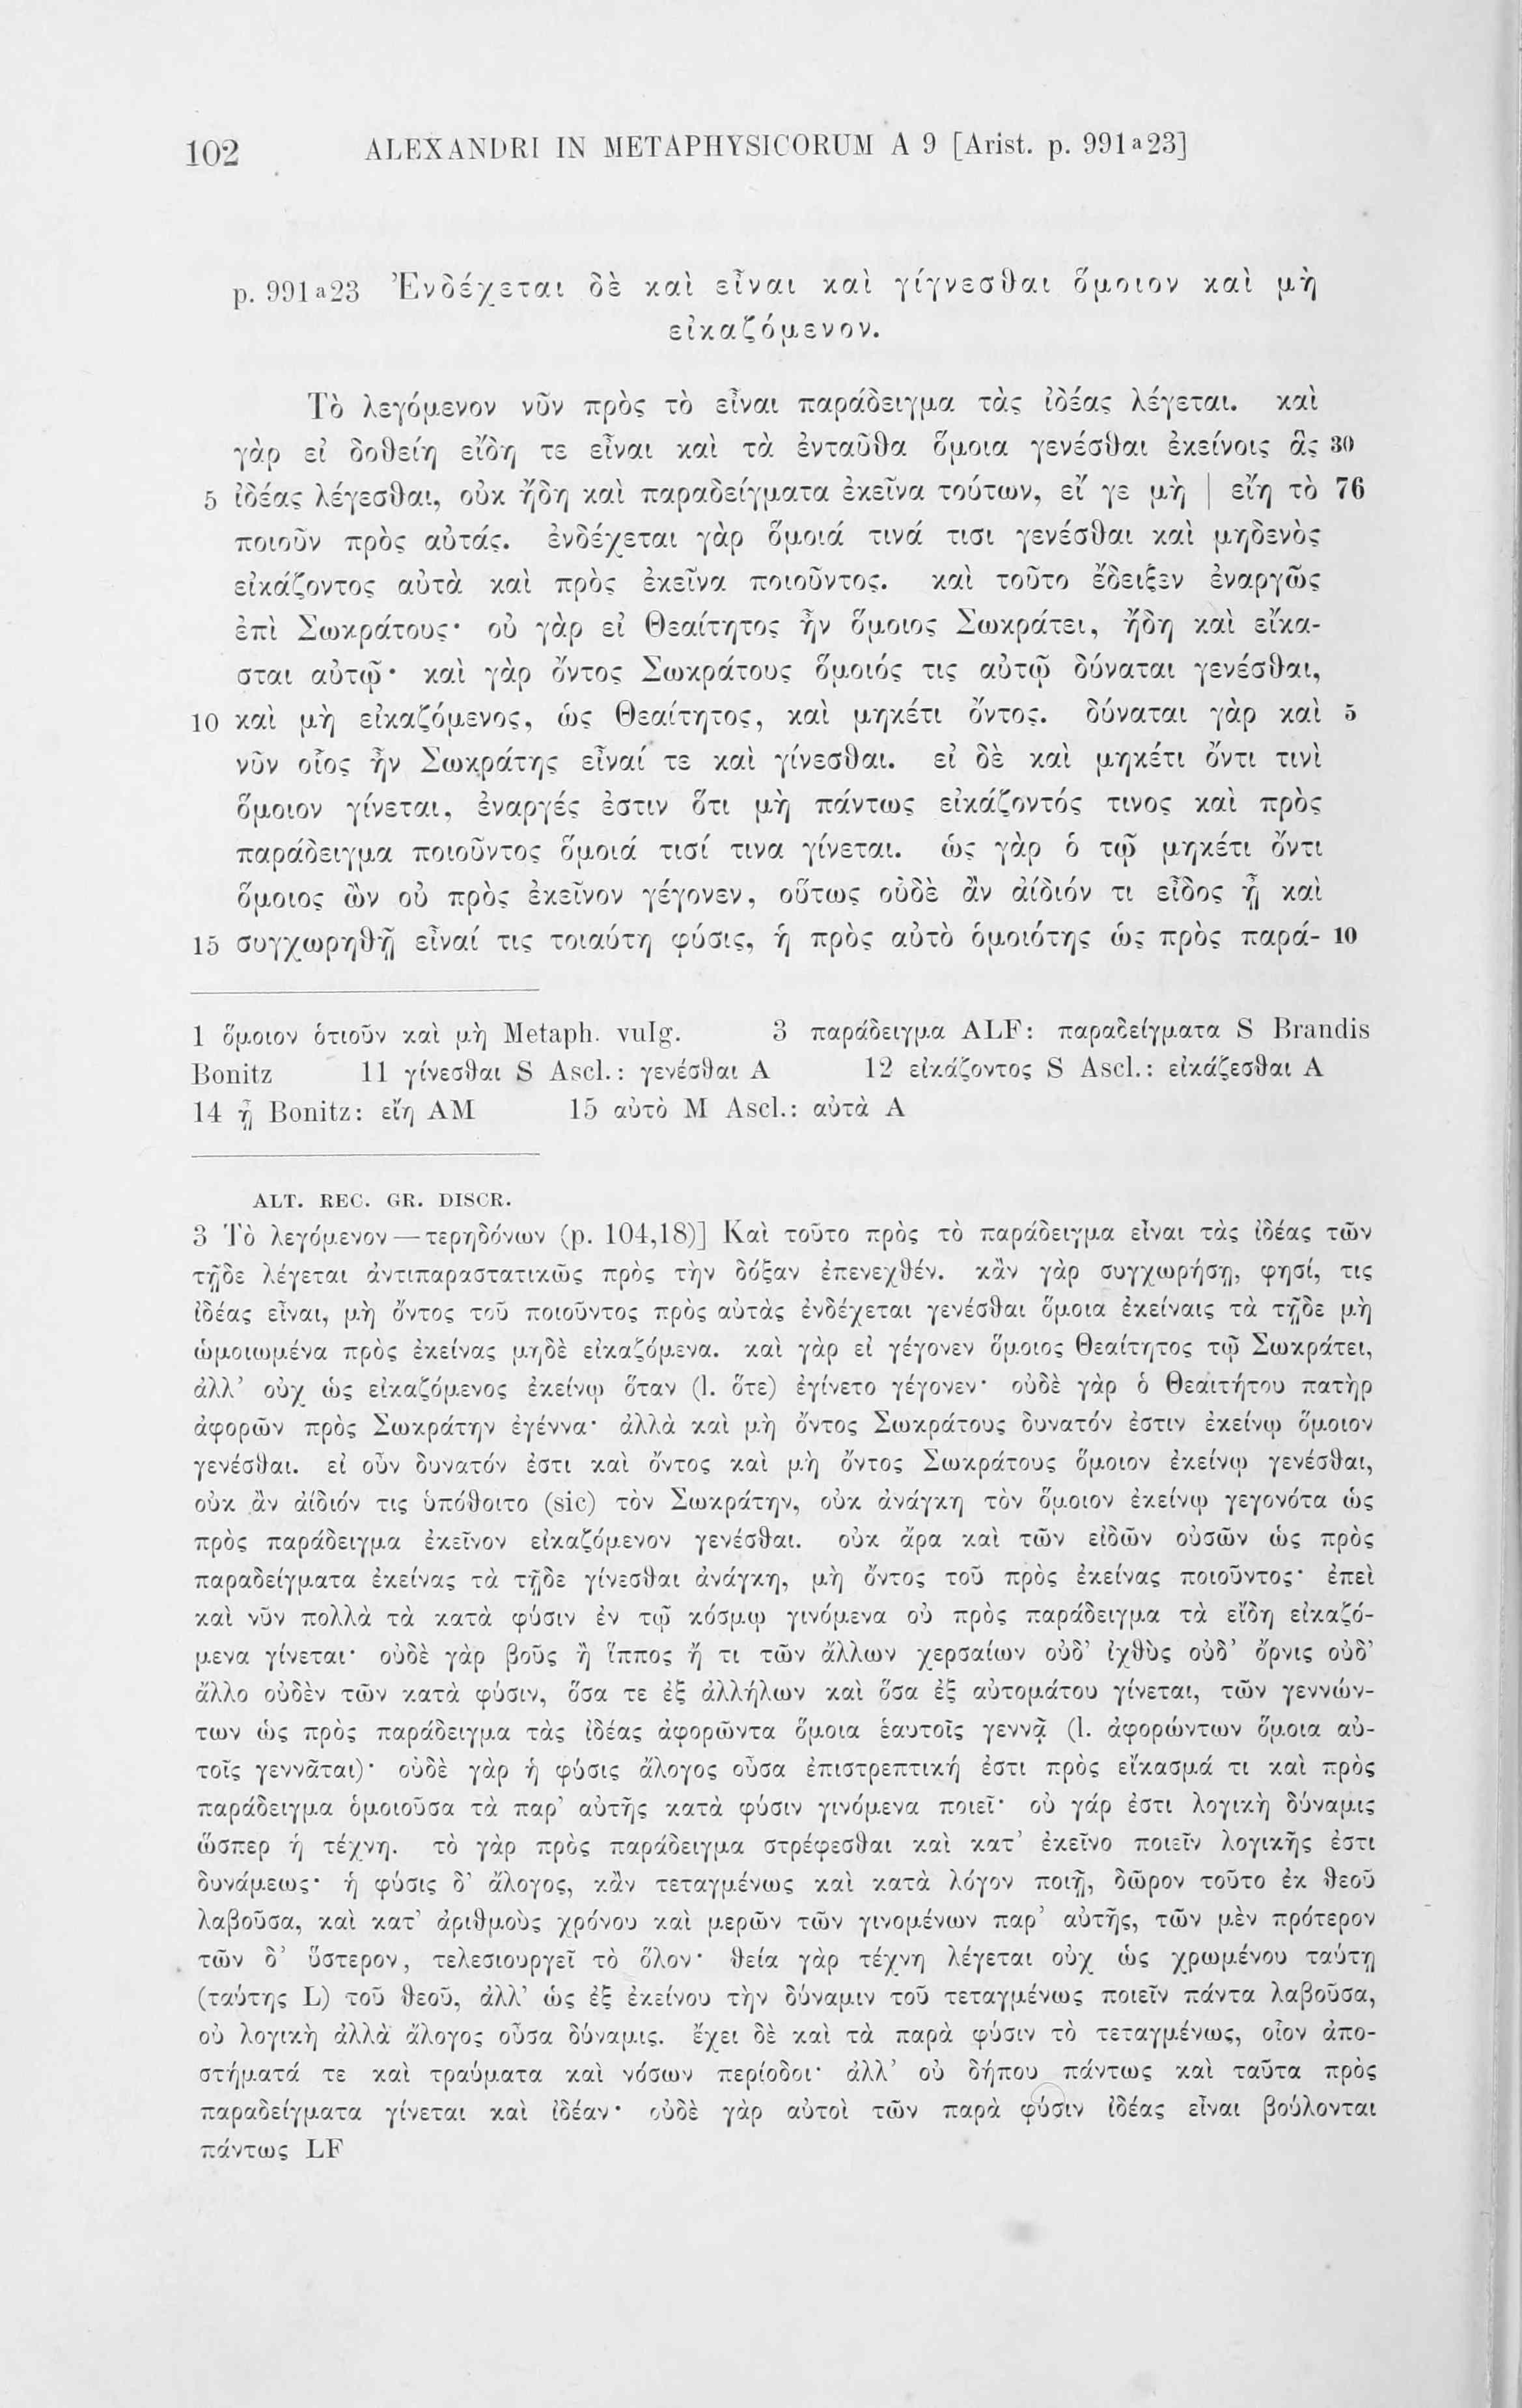 102 ALEXANDRI IN METAPHYSICORUM A 9 [Arist. p. 991a23]
p. 991a23 Ἐνδέχεται δὲ καὶ εἶναι καὶ γίγνεσθαι ὅμοιον καὶ μὴ
εἰκαζόμενον.
Τὸ λεγόμενον νῦν πρὸς τὸ εἶναι παράδειγμα τὰς ἰδέας λέγεται. καὶ
γὰρ εἰ δοθείη εἴδη τε εἶναι καὶ τὰ ἐνταῦθα ὅμοια γενέσθαι ἐκείνοις ἃς 30
5 ἰδέας λέγεσθαι, οὐκ ἤδη καὶ παραδείγματα ἐκεῖνα τούτων, εἴ γε μὴ | εἴη τὸ 76
ποιοῦν πρὸς αὐτάς. ἐνδέχεται γὰρ ὅμοιά τινά τισι γενέσθαι καὶ μηδενὸς
εἰκάζοντος αὐτὰ καὶ πρὸς ἐκεῖνα ποιοῦντος. καὶ τοῦτο ἔδειξεν ἐναργῶς
ἐπὶ Σωκράτους· οὐ γὰρ εἰ Θεαίτητος ἦν ὅμοιος Σωκράτει, ἤδη καὶ εἴκα-
σται αὐτῷ· καὶ γὰρ ὄντος Σωκράτους ὅμοιός τις αὐτῷ δύναται γενέσθαι,
10 καὶ μὴ εἰκαζόμενος, ὡς Θεαίτητος, καὶ μηκέτι ὄντος. δύναται γὰρ καὶ 5
νῦν οἷος ἦν Σωκράτης εἶναί τε καὶ γίνεσθαι. εἰ δὲ καὶ μηκέτι ὄντι τινὶ
ὅμοιον γίνεται, ἐναργές ἐστιν ὅτι μὴ πάντως εἰκάζοντός τινος καὶ πρὸς
παράδειγμα ποιοῦντος ὅμοιά τισί τινα γίνεται. ὡς γὰρ ὁ τῷ μηκέτι ὄντι
ὅμοιος ὢν οὐ πρὸς ἐκεῖνον γέγονεν, οὕτως οὐδὲ ἂν ἀίδιόν τι εἶδος ᾖ καὶ
15 συγχωρηθῇ εἶναί τις τοιαύτη φύσις, ἡ πρὸς αὐτὸ ὁμοιότης ὡς πρὸς παρά- 10
1 ὅμοιον ὁτιοῦν καὶ μὴ Metaph. vulg. 3 παράδειγμα ALF: παραδείγματα S Brandis
Bonitz 11 γίνεσθαι S Ascl.: γενέσθαι A 12 εἰκάζοντος S Ascl.: εἰκάζεσθαι A
14 ᾖ Bonitz: εἴη AM 15 αὐτὸ M Ascl.: αὐτὰ A
ALT. REC. GR. DISCR.
3 Τὸ λεγόμενον — τερηδόνων (p. 104,18)] Καὶ τοῦτο πρὸς τὸ παράδειγμα εἶναι τὰς ἰδέας τῶν
τῇδε λέγεται ἀντιπαραστατικῶς πρὸς τὴν δόξαν ἐπενεχθέν. κἂν γὰρ συγχωρήσῃ, φησί, τις
ἰδέας εἶναι, μὴ ὄντος τοῦ ποιοῦντος πρὸς αὐτὰς ἐνδέχεται γενέσθαι ὅμοια ἐκείναις τὰ τῇδε μὴ
ὡμοιωμένα πρὸς ἐκείνας μηδὲ εἰκαζόμενα. καὶ γὰρ εἰ γέγονεν ὅμοιος Θεαίτητος τῷ Σωκράτει,
ἀλλ’ οὐχ ὡς εἰκαζόμενος ἐκείνῳ ὅταν (l. ὅτε) ἐγίνετο γέγονεν· οὐδὲ γὰρ ὁ Θεαιτήτου πατὴρ
ἀφορῶν πρὸς Σωκράτην ἐγέννα· ἀλλὰ καὶ μὴ ὄντος Σωκράτους δυνατόν ἐστιν ἐκείνῳ ὅμοιον
γενέσθαι. εἰ οὖν δυνατόν ἐστι καὶ ὄντος καὶ μὴ ὄντος Σωκράτους ὅμοιον ἐκείνῳ γενέσθαι,
οὐκ ἂν ἀίδιόν τις ὑπόθοιτο (sic) τὸν Σωκράτην, οὐκ ἀνάγκη τὸν ὅμοιον ἐκείνῳ γεγονότα ὡς
πρὸς παράδειγμα ἐκεῖνον εἰκαζόμενον γενέσθαι. οὐκ ἄρα καὶ τῶν εἰδῶν οὐσῶν ὡς πρὸς
παραδείγματα ἐκείνας τὰ τῇδε γίνεσθαι ἀνάγκη, μὴ ὄντος τοῦ πρὸς ἐκείνας ποιοῦντος· ἐπεὶ
καὶ νῦν πολλὰ τὰ κατὰ φύσιν ἐν τῷ κόσμῳ γινόμενα οὐ πρὸς παράδειγμα τὰ εἴδη εἰκαζό-
μενα γίνεται· οὐδὲ γὰρ βοῦς ἢ ἵππος ἤ τι τῶν ἄλλων χερσαίων οὐδ’ ἰχθὺς οὐδ’ ὄρνις οὐδ’
ἄλλο οὐδὲν τῶν κατὰ φύσιν, ὅσα τε ἐξ ἀλλήλων καὶ ὅσα ἐξ αὐτομάτου γίνεται, τῶν γεννών-
των ὡς πρὸς παράδειγμα τὰς ἰδέας ἀφορῶντα ὅμοια ἑαυτοῖς γεννᾷ (l. ἀφορώντων ὅμοια αὐ-
τοῖς γεννᾶται)· οὐδὲ γὰρ ἡ φύσις ἄλογος οὖσα ἐπιστρεπτική ἐστι πρὸς εἴκασμά τι καὶ πρὸς
παράδειγμα ὁμοιοῦσα τὰ παρ’ αὐτῆς κατὰ φύσιν γινόμενα ποιεῖ· οὐ γάρ ἐστι λογικὴ δύναμις
ὥσπερ ἡ τέχνη. τὸ γὰρ πρὸς παράδειγμα στρέφεσθαι καὶ κατ’ ἐκεῖνο ποιεῖν λογικῆς ἐστι
δυνάμεως· ἡ φύσις δ’ ἄλογος, κἂν τεταγμένως καὶ κατὰ λόγον ποιῇ, δῶρον τοῦτο ἐκ θεοῦ
λαβοῦσα, καὶ κατ’ ἀριθμοὺς χρόνου καὶ μερῶν τῶν γινομένων παρ’ αὐτῆς, τῶν μὲν πρότερον
τῶν δ’ ὕστερον, τελεσιουργεῖ τὸ ὅλον· θεία γὰρ τέχνη λέγεται οὐχ ὡς χρωμένου ταύτῃ
(ταύτης L) τοῦ θεοῦ, ἀλλ’ ὡς ἐξ ἐκείνου τὴν δύναμιν τοῦ τεταγμένως ποιεῖν πάντα λαβοῦσα,
οὐ λογικὴ ἀλλὰ ἄλογος οὖσα δύναμις. ἔχει δὲ καὶ τὰ παρὰ φύσιν τὸ τεταγμένως, οἷον ἀπο-
στήματά τε καὶ τραύματα καὶ νόσων περίοδοι· ἀλλ’ οὐ δήπου πάντως καὶ ταῦτα πρὸς
παραδείγματα γίνεται καὶ ἰδέαν· οὐδὲ γὰρ αὐτοὶ τῶν παρὰ φύσιν ἰδέας εἶναι βούλονται
πάντως LF